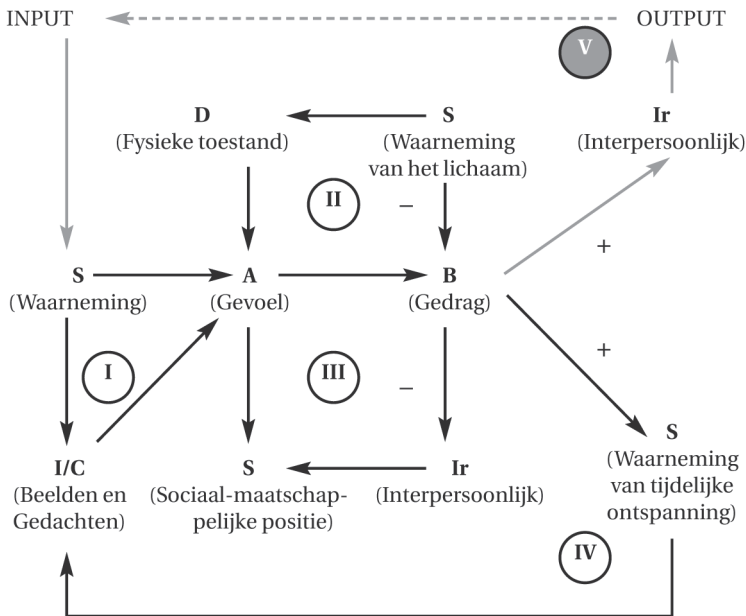 INPUT
OUTPUT
V
D
(Fysieke toestand)
S
(Waarneming
van het lichaam)
Ir
(Interpersoonlijk)
II
–
+
S
(Waarneming)
A
(Gevoel)
B
(Gedrag)
I
III
–
+
I/C
(Beelden en
Gedachten)
S
(Sociaal-maatschap-
pelijke positie)
Ir
(Interpersoonlijk)
S
(Waarneming
van tijdelijke
ontspanning)
IV